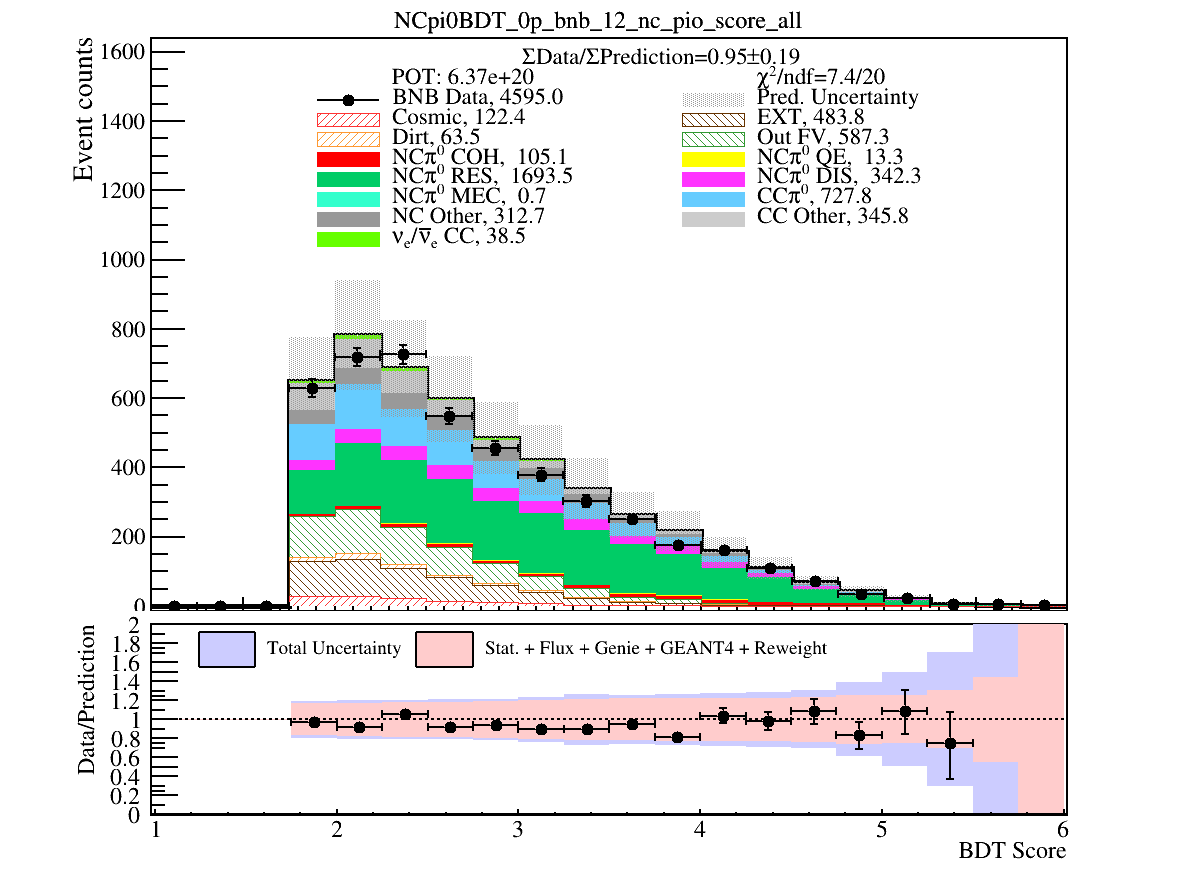 NCpi0BDT_0p_bnb_12_nc_pio_score_all
ΣData/ΣPrediction=0.95±0.19
POT: 6.37e+20 χ²/ndf=7.4/20
BNB Data, 4595.0 Pred. Uncertainty
Cosmic, 122.4 EXT, 483.8
Dirt, 63.5 Out FV, 587.3
NCπ⁰ COH, 105.1 NCπ⁰ QE, 13.3
NCπ⁰ RES, 1693.5 NCπ⁰ DIS, 342.3
NCπ⁰ MEC, 0.7 CCπ⁰, 727.8
NC Other, 312.7 CC Other, 345.8
νₑ/ν̅ₑ CC, 38.5
Event counts
1600
1400
1200
1000
800
600
400
200
0
Total Uncertainty Stat. + Flux + Genie + GEANT4 + Reweight
Data/Prediction
2
1.8
1.6
1.4
1.2
1
0.8
0.6
0.4
0.2
0
1 2 3 4 5 6
BDT Score